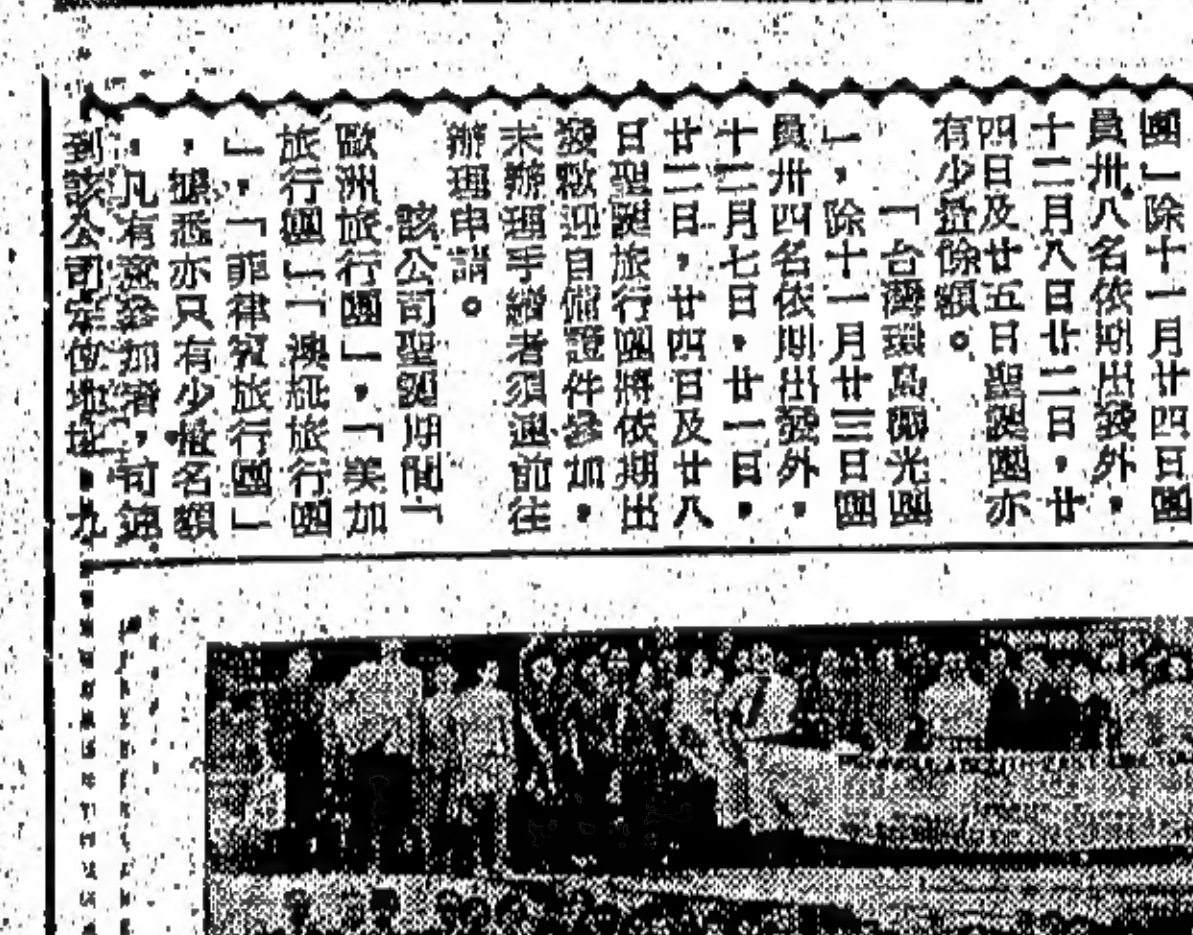 團」除十一月廿四日團
員卅八名依期出發外,
十二月八日廿二日,廿
四日及廿五日聖誕團亦
有少量餘額。
「台灣環島觀光團
」,除十一月廿三日團
員卅四名依期出發外,
十二月七日,廿一日,
廿二日,廿四日及廿八
日聖誕旅行團將依期出
發歡迎自備證件參加,
未辦理手續者須速前往
辦理申請。
該公司聖誕期間「
歐洲旅行團」,「美加
旅行團」「澳紐旅行團
」,「菲律賓旅行團」
,據悉亦只有少量名額
,凡有意參加者,可速
到該公司定位地址:九